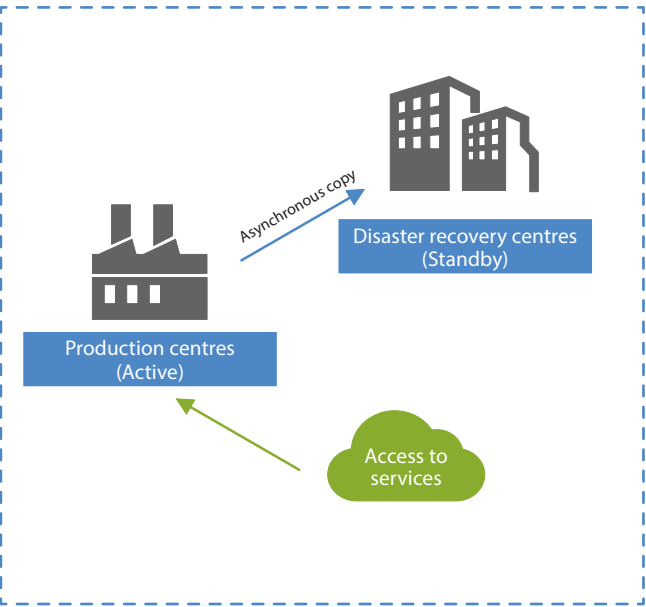 Asynchronous copy
Disaster recovery centres
(Standby)
Production centres
(Active)
Access to
services